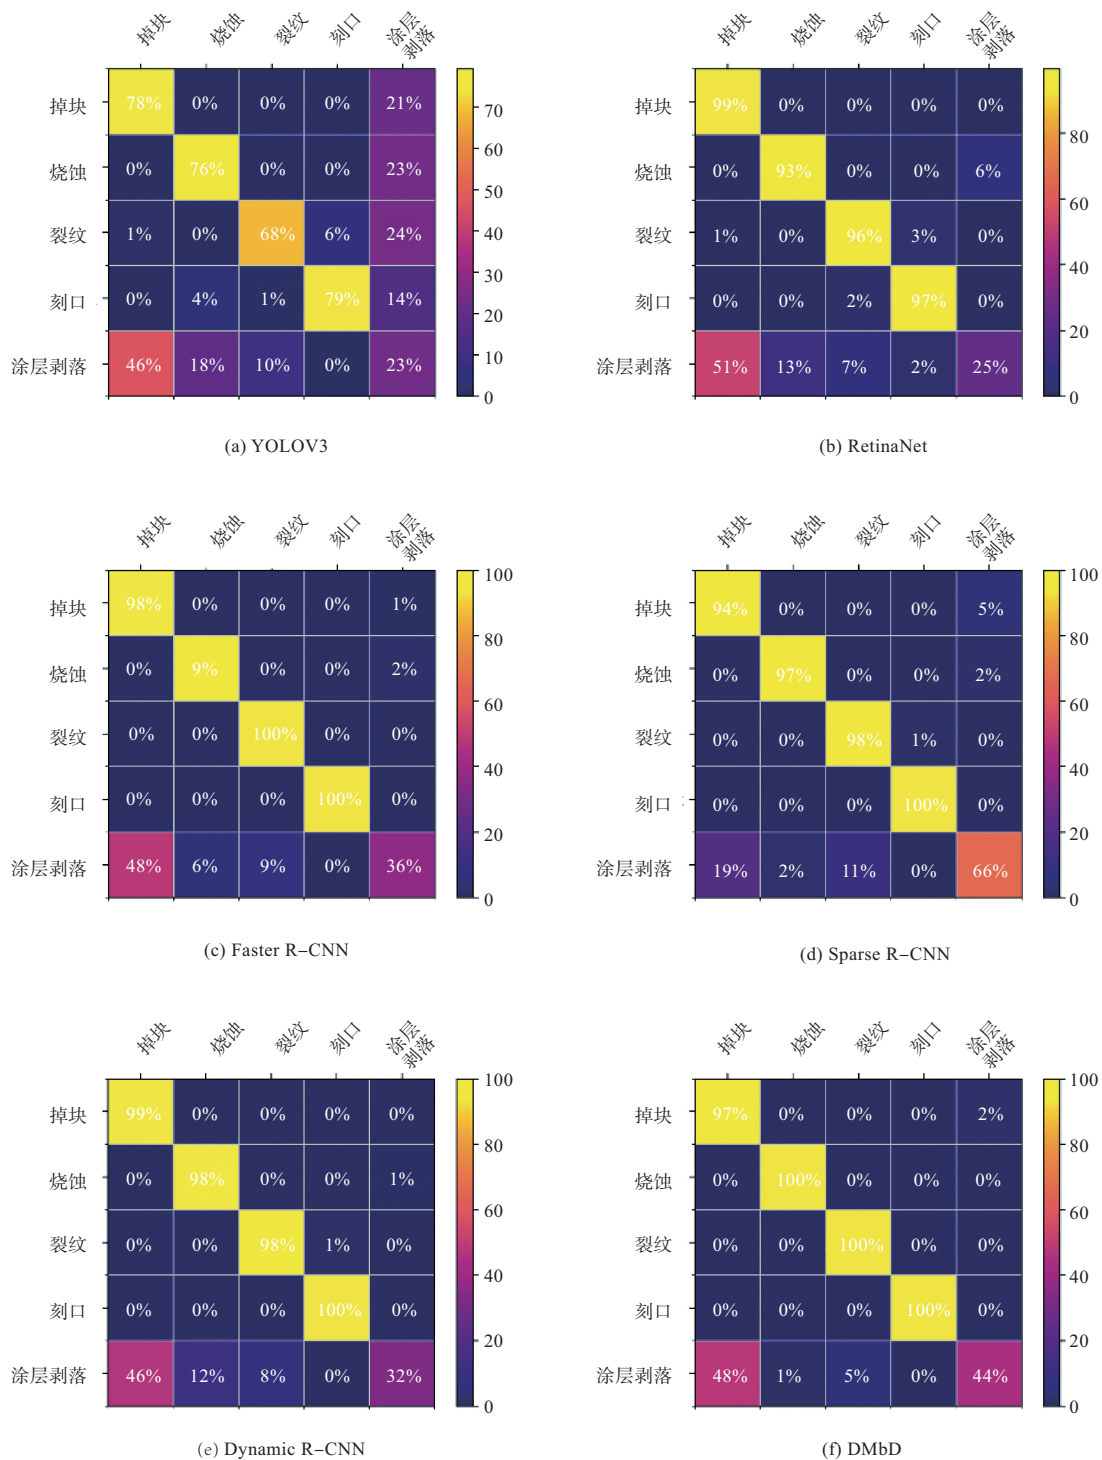 掉块 烧蚀 裂纹 刻口 涂层剥落
掉块 78% 0% 0% 0% 21%
烧蚀 0% 76% 0% 0% 23%
裂纹 1% 0% 68% 6% 24%
刻口 0% 4% 1% 79% 14%
涂层剥落 46% 18% 10% 0% 23%
70
60
50
40
30
20
10
0
(a) YOLOV3
掉块 烧蚀 裂纹 刻口 涂层剥落
掉块 99% 0% 0% 0% 0%
烧蚀 0% 93% 0% 0% 6%
裂纹 1% 0% 96% 3% 0%
刻口 0% 0% 2% 97% 0%
涂层剥落 51% 13% 7% 2% 25%
80
60
40
20
0
(b) RetinaNet
掉块 烧蚀 裂纹 刻口 涂层剥落
掉块 98% 0% 0% 0% 1%
烧蚀 0% 9% 0% 0% 2%
裂纹 0% 0% 100% 0% 0%
刻口 0% 0% 0% 100% 0%
涂层剥落 48% 6% 9% 0% 36%
100
80
60
40
20
0
(c) Faster R-CNN
掉块 烧蚀 裂纹 刻口 涂层剥落
掉块 94% 0% 0% 0% 5%
烧蚀 0% 97% 0% 0% 2%
裂纹 0% 0% 98% 1% 0%
刻口 0% 0% 0% 100% 0%
涂层剥落 19% 2% 11% 0% 66%
100
80
60
40
20
0
(d) Sparse R-CNN
掉块 烧蚀 裂纹 刻口 涂层剥落
掉块 99% 0% 0% 0% 0%
烧蚀 0% 98% 0% 0% 1%
裂纹 0% 0% 98% 1% 0%
刻口 0% 0% 0% 100% 0%
涂层剥落 46% 12% 8% 0% 32%
100
80
60
40
20
0
(e) Dynamic R-CNN
掉块 烧蚀 裂纹 刻口 涂层剥落
掉块 97% 0% 0% 0% 2%
烧蚀 0% 100% 0% 0% 0%
裂纹 0% 0% 100% 0% 0%
刻口 0% 0% 0% 100% 0%
涂层剥落 48% 1% 5% 0% 44%
100
80
60
40
20
0
(f) DMbD